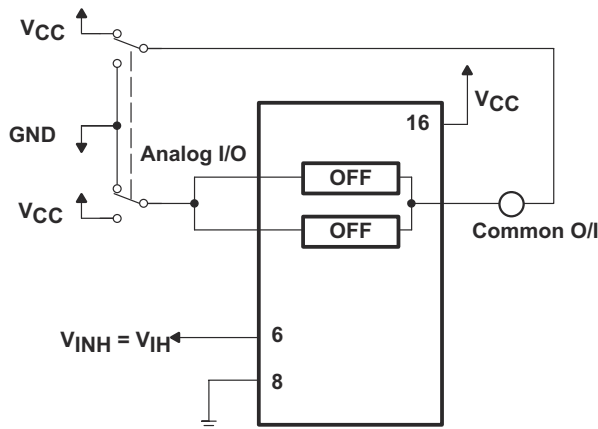 VCC
VCC
16
GND
Analog I/O
OFF
VCC
OFF
Common O/I
VINH = VIH
6
8